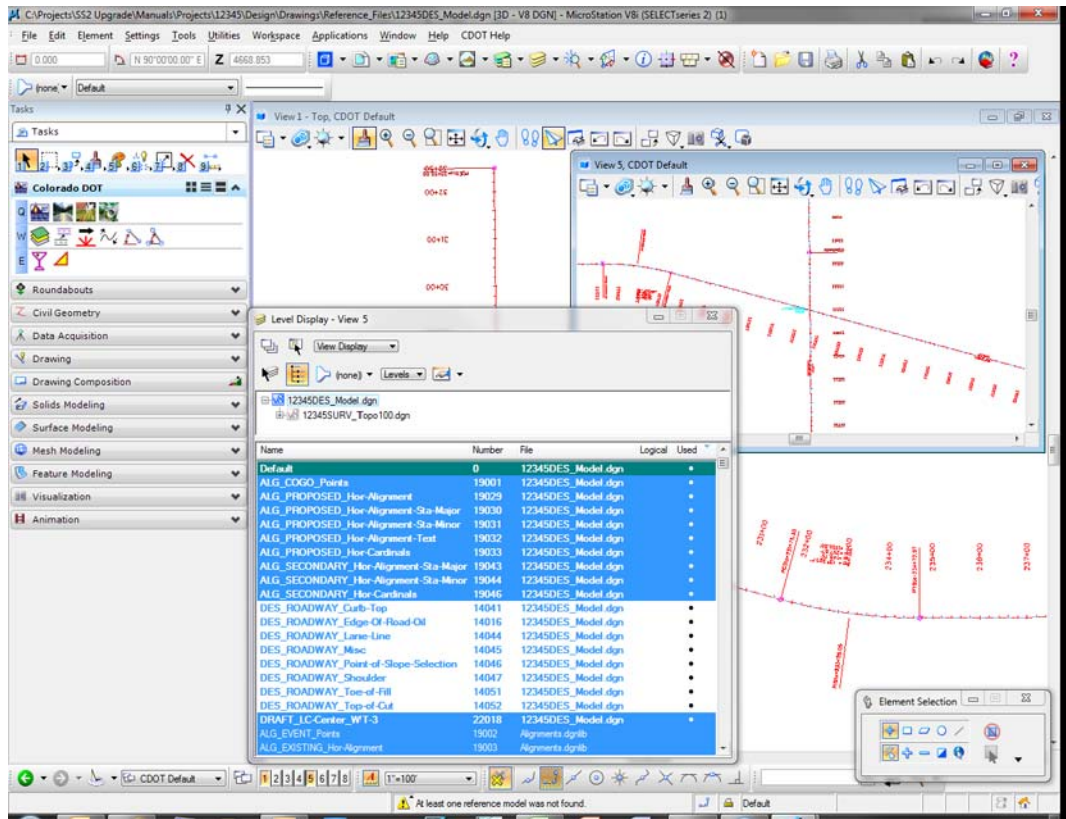 C:\Projects\SS2 Upgrade\Manuals\Projects\12345\Design\Drawings\Reference_Files\12345DES_Model.dgn [3D - V8 DGN] - MicroStation V8i (SELECTseries 2) (1)
File Edit Element Settings Tools Utilities Workspace Applications Window Help CDOT Help
0.000 N 90°00'00.00" E Z 4668.853
(none) Default
Tasks
Tasks
Colorado DOT
Q
W
E
Roundabouts
Civil Geometry
Data Acquisition
Drawing
Drawing Composition
Solids Modeling
Surface Modeling
Mesh Modeling
Feature Modeling
Visualization
Animation
View 1 - Top, CDOT Default
View 5, CDOT Default
Level Display - View 5
View Display
(none) Levels
12345DES_Model.dgn
12345SURV_Topo100.dgn
Name Number File Logical Used
Default 0 12345DES_Model.dgn
ALG_COGO_Points 19001 12345DES_Model.dgn
ALG_PROPOSED_Hor-Alignment 19029 12345DES_Model.dgn
ALG_PROPOSED_Hor-Alignment-Sta-Major 19030 12345DES_Model.dgn
ALG_PROPOSED_Hor-Alignment-Sta-Minor 19031 12345DES_Model.dgn
ALG_PROPOSED_Hor-Alignment-Text 19032 12345DES_Model.dgn
ALG_PROPOSED_Hor-Cardinals 19033 12345DES_Model.dgn
ALG_SECONDARY_Hor-Alignment-Sta-Major 19043 12345DES_Model.dgn
ALG_SECONDARY_Hor-Alignment-Sta-Minor 19044 12345DES_Model.dgn
ALG_SECONDARY_Hor-Cardinals 19046 12345DES_Model.dgn
DES_ROADWAY_Curb-Top 14041 12345DES_Model.dgn
DES_ROADWAY_Edge-Of-Road-Oil 14016 12345DES_Model.dgn
DES_ROADWAY_Lane-Line 14044 12345DES_Model.dgn
DES_ROADWAY_Misc 14045 12345DES_Model.dgn
DES_ROADWAY_Point-of-Slope-Selection 14046 12345DES_Model.dgn
DES_ROADWAY_Shoulder 14047 12345DES_Model.dgn
DES_ROADWAY_Toe-of-Fill 14051 12345DES_Model.dgn
DES_ROADWAY_Top-of-Cut 14052 12345DES_Model.dgn
DRAFT_LC-Center_WT-3 22018 12345DES_Model.dgn
ALG_EVENT_Points 19002 Alignments.dgnlib
ALG_EXISTING_Hor-Alignment 19003 Alignments.dgnlib
231+00
232+00
234+00
235+00
236+00
237+00
Element Selection
CDOT Default 1 2 3 4 5 6 7 8 1"=100'
At least one reference model was not found. Default